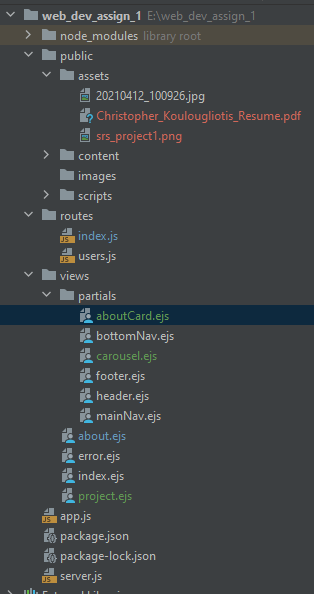 web_dev_assign_1 E:\web_dev_assign_1
node_modules library root
public
assets
20210412_100926.jpg
Christopher_Koulougliotis_Resume.pdf
srs_project1.png
content
images
scripts
routes
index.js
users.js
views
partials
aboutCard.ejs
bottomNav.ejs
carousel.ejs
footer.ejs
header.ejs
mainNav.ejs
about.ejs
error.ejs
index.ejs
project.ejs
app.js
package.json
package-lock.json
server.js